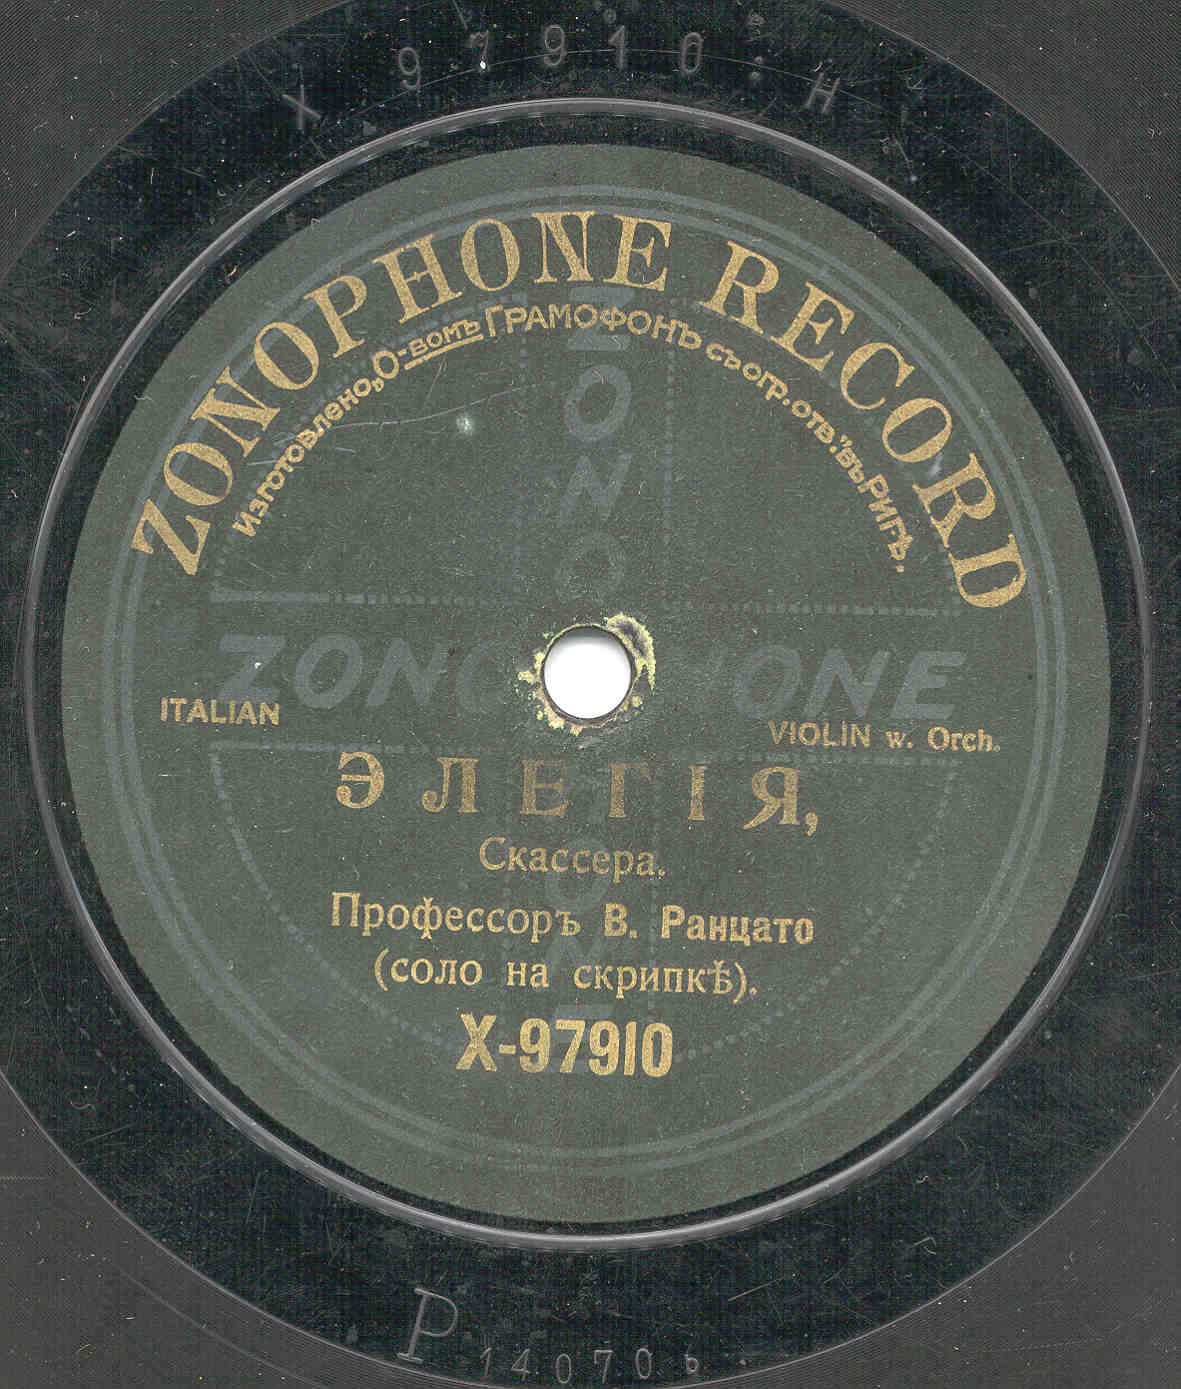 X 97910 H
ZONOPHONE RECORD
Изготовлено „О-вомъ ГРАМОФОНЪ съ огр. отв." въ Ригѣ.
ZONOPHONE
ZONOPHONE
ITALIAN
VIOLIN w. Orch.
ЭЛЕГІЯ,
Скассера.
Профессоръ В. Ранцато
(соло на скрипкѣ).
X-97910
P
14070 b